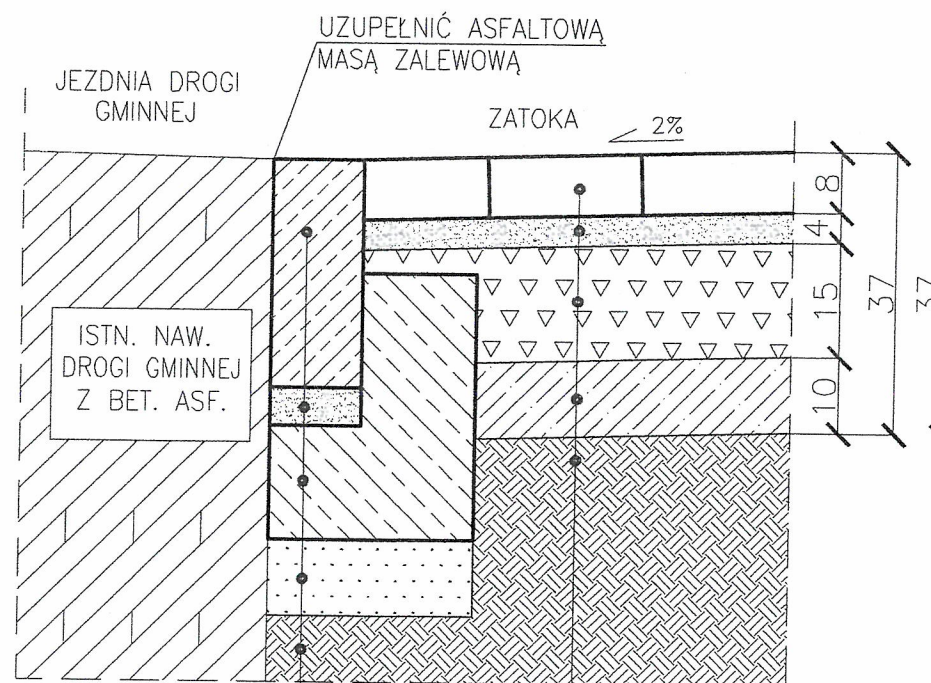 UZUPEŁNIĆ ASFALTOWĄ
MASĄ ZALEWOWĄ
JEZDNIA DROGI
GMINNEJ
ZATOKA
2%
ISTN. NAW.
DROGI GMINNEJ
Z BET. ASF.
8
4
15
10
37
37